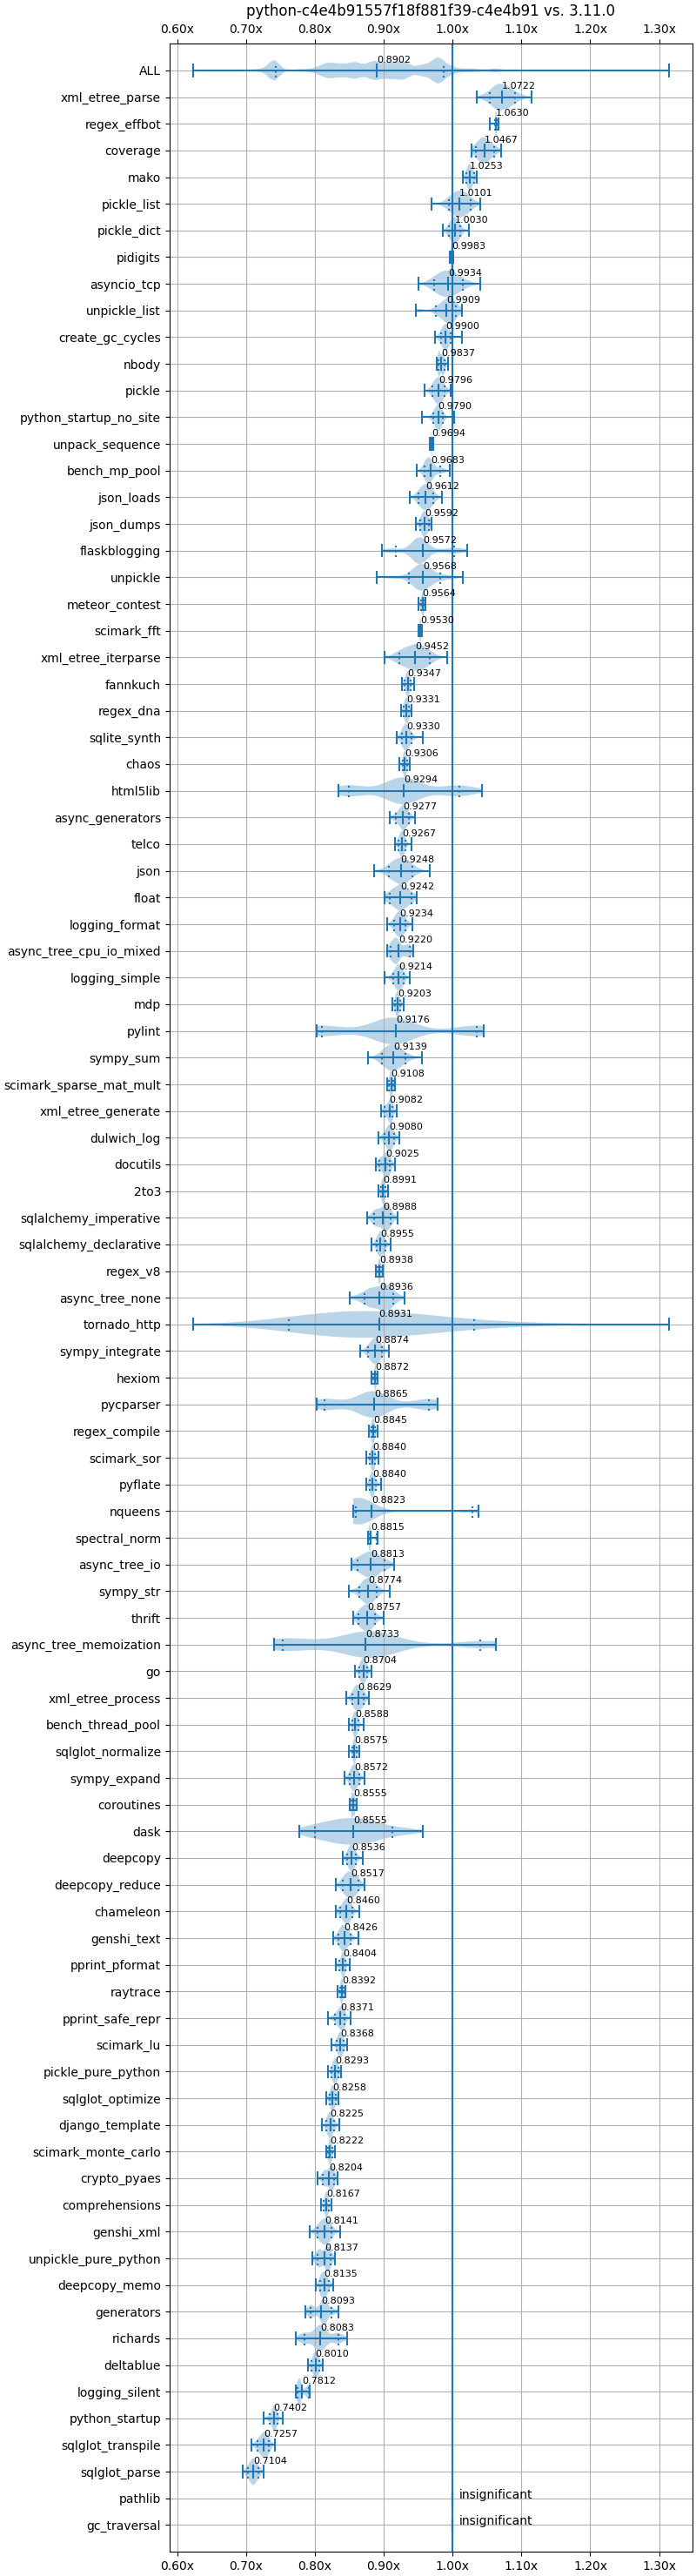 python-c4e4b91557f18f881f39-c4e4b91 vs. 3.11.0
0.60x 0.70x 0.80x 0.90x 1.00x 1.10x 1.20x 1.30x
ALL 0.8902
xml_etree_parse 1.0722
regex_effbot 1.0630
coverage 1.0467
mako 1.0253
pickle_list 1.0101
pickle_dict 1.0030
pidigits 0.9983
asyncio_tcp 0.9934
unpickle_list 0.9909
create_gc_cycles 0.9900
nbody 0.9837
pickle 0.9796
python_startup_no_site 0.9790
unpack_sequence 0.9694
bench_mp_pool 0.9683
json_loads 0.9612
json_dumps 0.9592
flaskblogging 0.9572
unpickle 0.9568
meteor_contest 0.9564
scimark_fft 0.9530
xml_etree_iterparse 0.9452
fannkuch 0.9347
regex_dna 0.9331
sqlite_synth 0.9330
chaos 0.9306
html5lib 0.9294
async_generators 0.9277
telco 0.9267
json 0.9248
float 0.9242
logging_format 0.9234
async_tree_cpu_io_mixed 0.9220
logging_simple 0.9214
mdp 0.9203
pylint 0.9176
sympy_sum 0.9139
scimark_sparse_mat_mult 0.9108
xml_etree_generate 0.9082
dulwich_log 0.9080
docutils 0.9025
2to3 0.8991
sqlalchemy_imperative 0.8988
sqlalchemy_declarative 0.8955
regex_v8 0.8938
async_tree_none 0.8936
tornado_http 0.8931
sympy_integrate 0.8874
hexiom 0.8872
pycparser 0.8865
regex_compile 0.8845
scimark_sor 0.8840
pyflate 0.8840
nqueens 0.8823
spectral_norm 0.8815
async_tree_io 0.8813
sympy_str 0.8774
thrift 0.8757
async_tree_memoization 0.8733
go 0.8704
xml_etree_process 0.8629
bench_thread_pool 0.8588
sqlglot_normalize 0.8575
sympy_expand 0.8572
coroutines 0.8555
dask 0.8555
deepcopy 0.8536
deepcopy_reduce 0.8517
chameleon 0.8460
genshi_text 0.8426
pprint_pformat 0.8404
raytrace 0.8392
pprint_safe_repr 0.8371
scimark_lu 0.8368
pickle_pure_python 0.8293
sqlglot_optimize 0.8258
django_template 0.8225
scimark_monte_carlo 0.8222
crypto_pyaes 0.8204
comprehensions 0.8167
genshi_xml 0.8141
unpickle_pure_python 0.8137
deepcopy_memo 0.8135
generators 0.8093
richards 0.8083
deltablue 0.8010
logging_silent 0.7812
python_startup 0.7402
sqlglot_transpile 0.7257
sqlglot_parse 0.7104
pathlib insignificant
gc_traversal insignificant
0.60x 0.70x 0.80x 0.90x 1.00x 1.10x 1.20x 1.30x